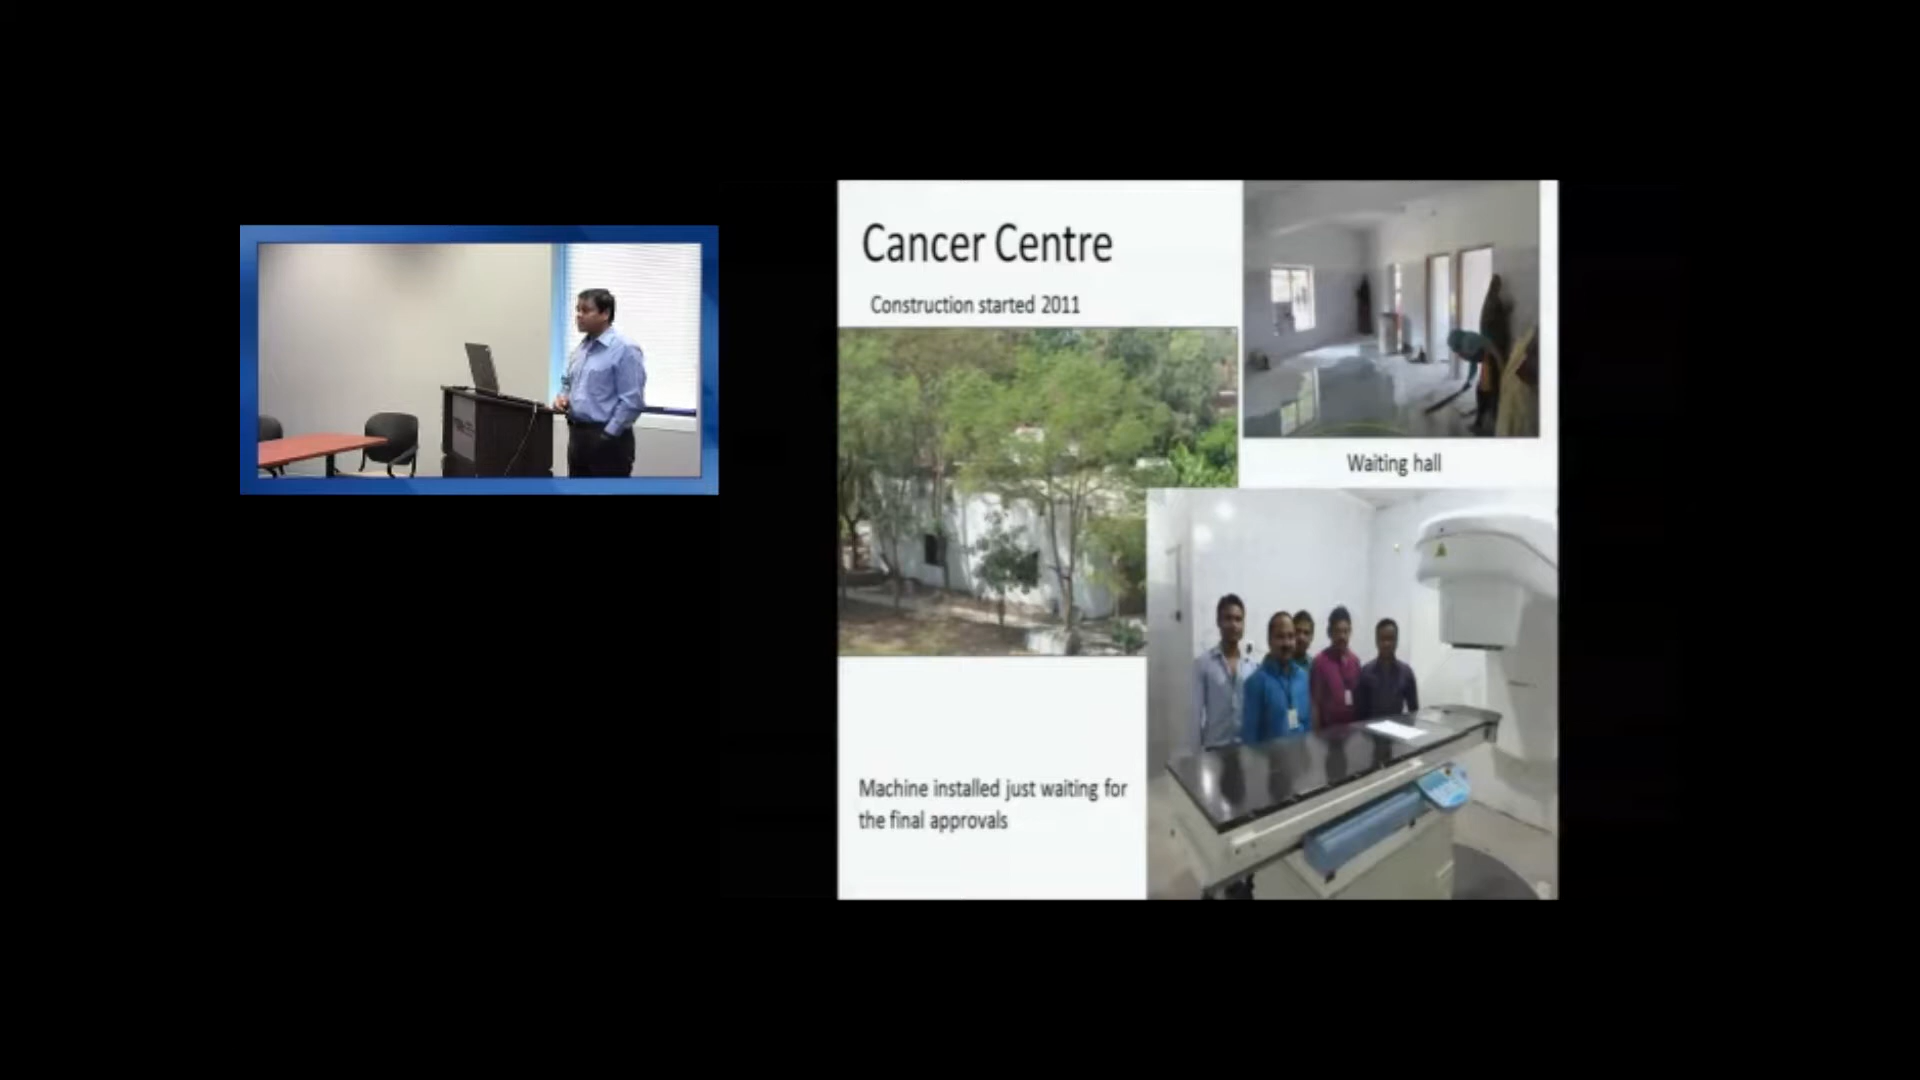 Cancer Centre
Construction started 2011
Waiting hall
Machine installed just waiting for
the final approvals